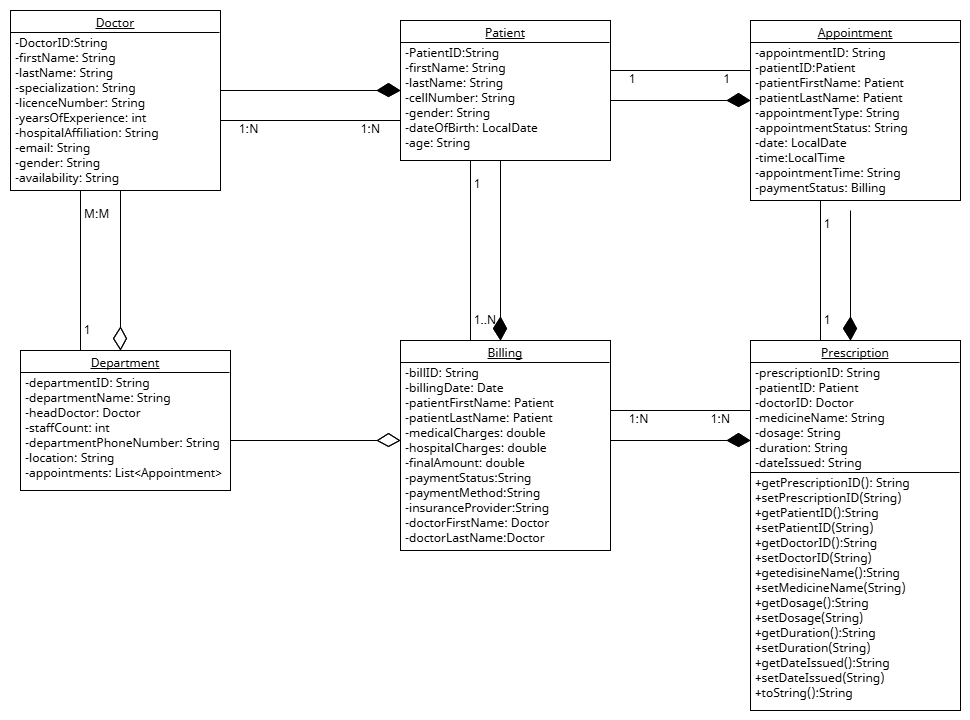 Doctor
-DoctorID:String
-firstName: String
-lastName: String
-specialization: String
-licenceNumber: String
-yearsOfExperience: int
-hospitalAffiliation: String
-email: String
-gender: String
-availability: String
Patient
-PatientID:String
-firstName: String
-lastName: String
-cellNumber: String
-gender: String
-dateOfBirth: LocalDate
-age: String
Appointment
-appointmentID: String
-patientID:Patient
-patientFirstName: Patient
-patientLastName: Patient
-appointmentType: String
-appointmentStatus: String
-date: LocalDate
-time:LocalTime
-appointmentTime: String
-paymentStatus: Billing
1:N
1:N
1
1
M:M
1
1
1..N
1
1
Department
-departmentID: String
-departmentName: String
-headDoctor: Doctor
-staffCount: int
-departmentPhoneNumber: String
-location: String
-appointments: List<Appointment>
Billing
-billID: String
-billingDate: Date
-patientFirstName: Patient
-patientLastName: Patient
-medicalCharges: double
-hospitalCharges: double
-finalAmount: double
-paymentStatus:String
-paymentMethod:String
-insuranceProvider:String
-doctorFirstName: Doctor
-doctorLastName:Doctor
1:N
1:N
Prescription
-prescriptionID: String
-patientID: Patient
-doctorID: Doctor
-medicineName: String
-dosage: String
-duration: String
-dateIssued: String
+getPrescriptionID(): String
+setPrescriptionID(String)
+getPatientID():String
+setPatientID(String)
+getDoctorID():String
+setDoctorID(String)
+getedisineName():String
+setMedicineName(String)
+getDosage():String
+setDosage(String)
+getDuration():String
+setDuration(String)
+getDateIssued():String
+setDateIssued(String)
+toString():String